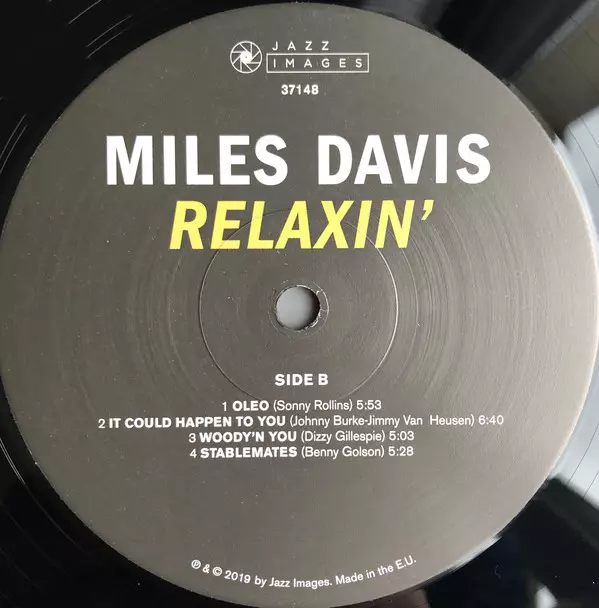 JAZZ
IMAGES
37148
MILES DAVIS
RELAXIN’
SIDE B
1 OLEO (Sonny Rollins) 5:53
2 IT COULD HAPPEN TO YOU (Johnny Burke-Jimmy Van Heusen) 6:40
3 WOODY’N YOU (Dizzy Gillespie) 5:03
4 STABLEMATES (Benny Golson) 5:28
℗ & © 2019 by Jazz Images. Made in the E.U.